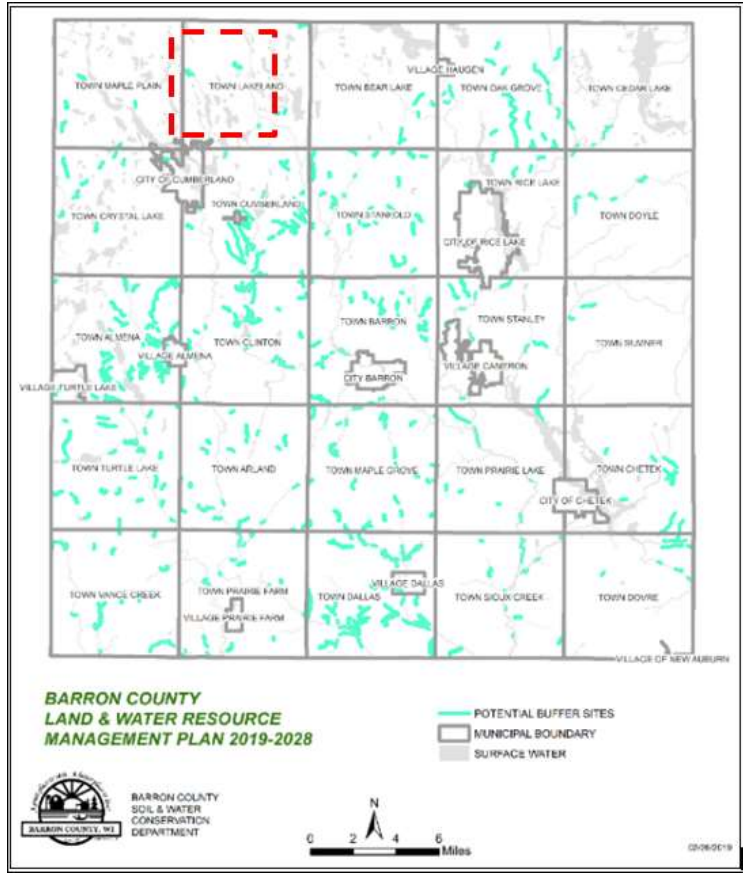 VILLAGE HAUGEN
TOWN MAPLE PLAIN
TOWN LAKELAND
TOWN BEAR LAKE
TOWN OAK GROVE
TOWN CEDAR LAKE
CITY OF CUMBERLAND
TOWN RICE LAKE
TOWN CUMBERLAND
TOWN CRYSTAL LAKE
TOWN STANFOLD
TOWN DOYLE
CITY OF RICE LAKE
TOWN BARRON
TOWN STANLEY
TOWN ALMENA
TOWN CLINTON
TOWN SUMNER
VILLAGE ALMENA
VILLAGE CAMERON
CITY BARRON
VILLAGE TURTLE LAKE
TOWN TURTLE LAKE
TOWN ARLAND
TOWN MAPLE GROVE
TOWN PRAIRIE LAKE
TOWN CHETEK
CITY OF CHETEK
VILLAGE DALLAS
TOWN VANCE CREEK
TOWN PRAIRIE FARM
TOWN DALLAS
TOWN SIOUX CREEK
TOWN DOVRE
VILLAGE PRAIRIE FARM
VILLAGE OF NEW AUBURN
BARRON COUNTY
LAND & WATER RESOURCE
MANAGEMENT PLAN 2019-2028
POTENTIAL BUFFER SITES
MUNICIPAL BOUNDARY
SURFACE WATER
BARRON COUNTY, WI
BARRON COUNTY
SOIL & WATER
CONSERVATION
DEPARTMENT
N
0 2 4 6
Miles